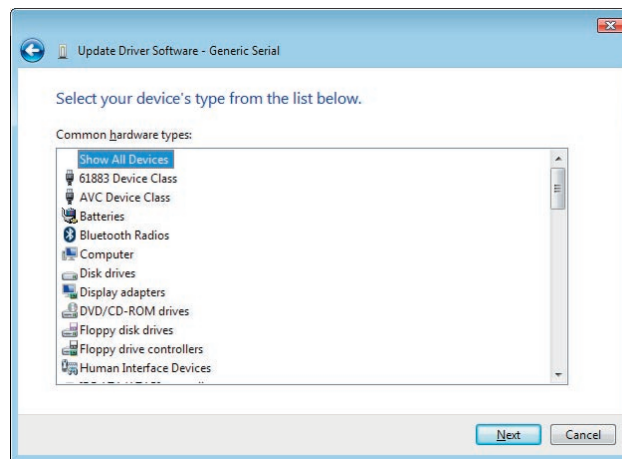 Update Driver Software - Generic Serial
Select your device's type from the list below.
Common hardware types:
Show All Devices
61883 Device Class
AVC Device Class
Batteries
Bluetooth Radios
Computer
Disk drives
Display adapters
DVD/CD-ROM drives
Floppy disk drives
Floppy drive controllers
Human Interface Devices
Next Cancel